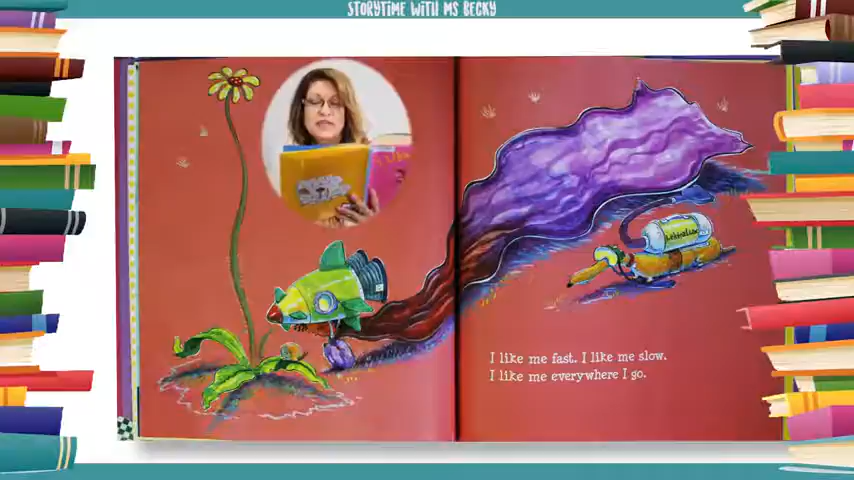 STORYTIME WITH MS BECKY
I like me fast. I like me slow.
I like me everywhere I go.